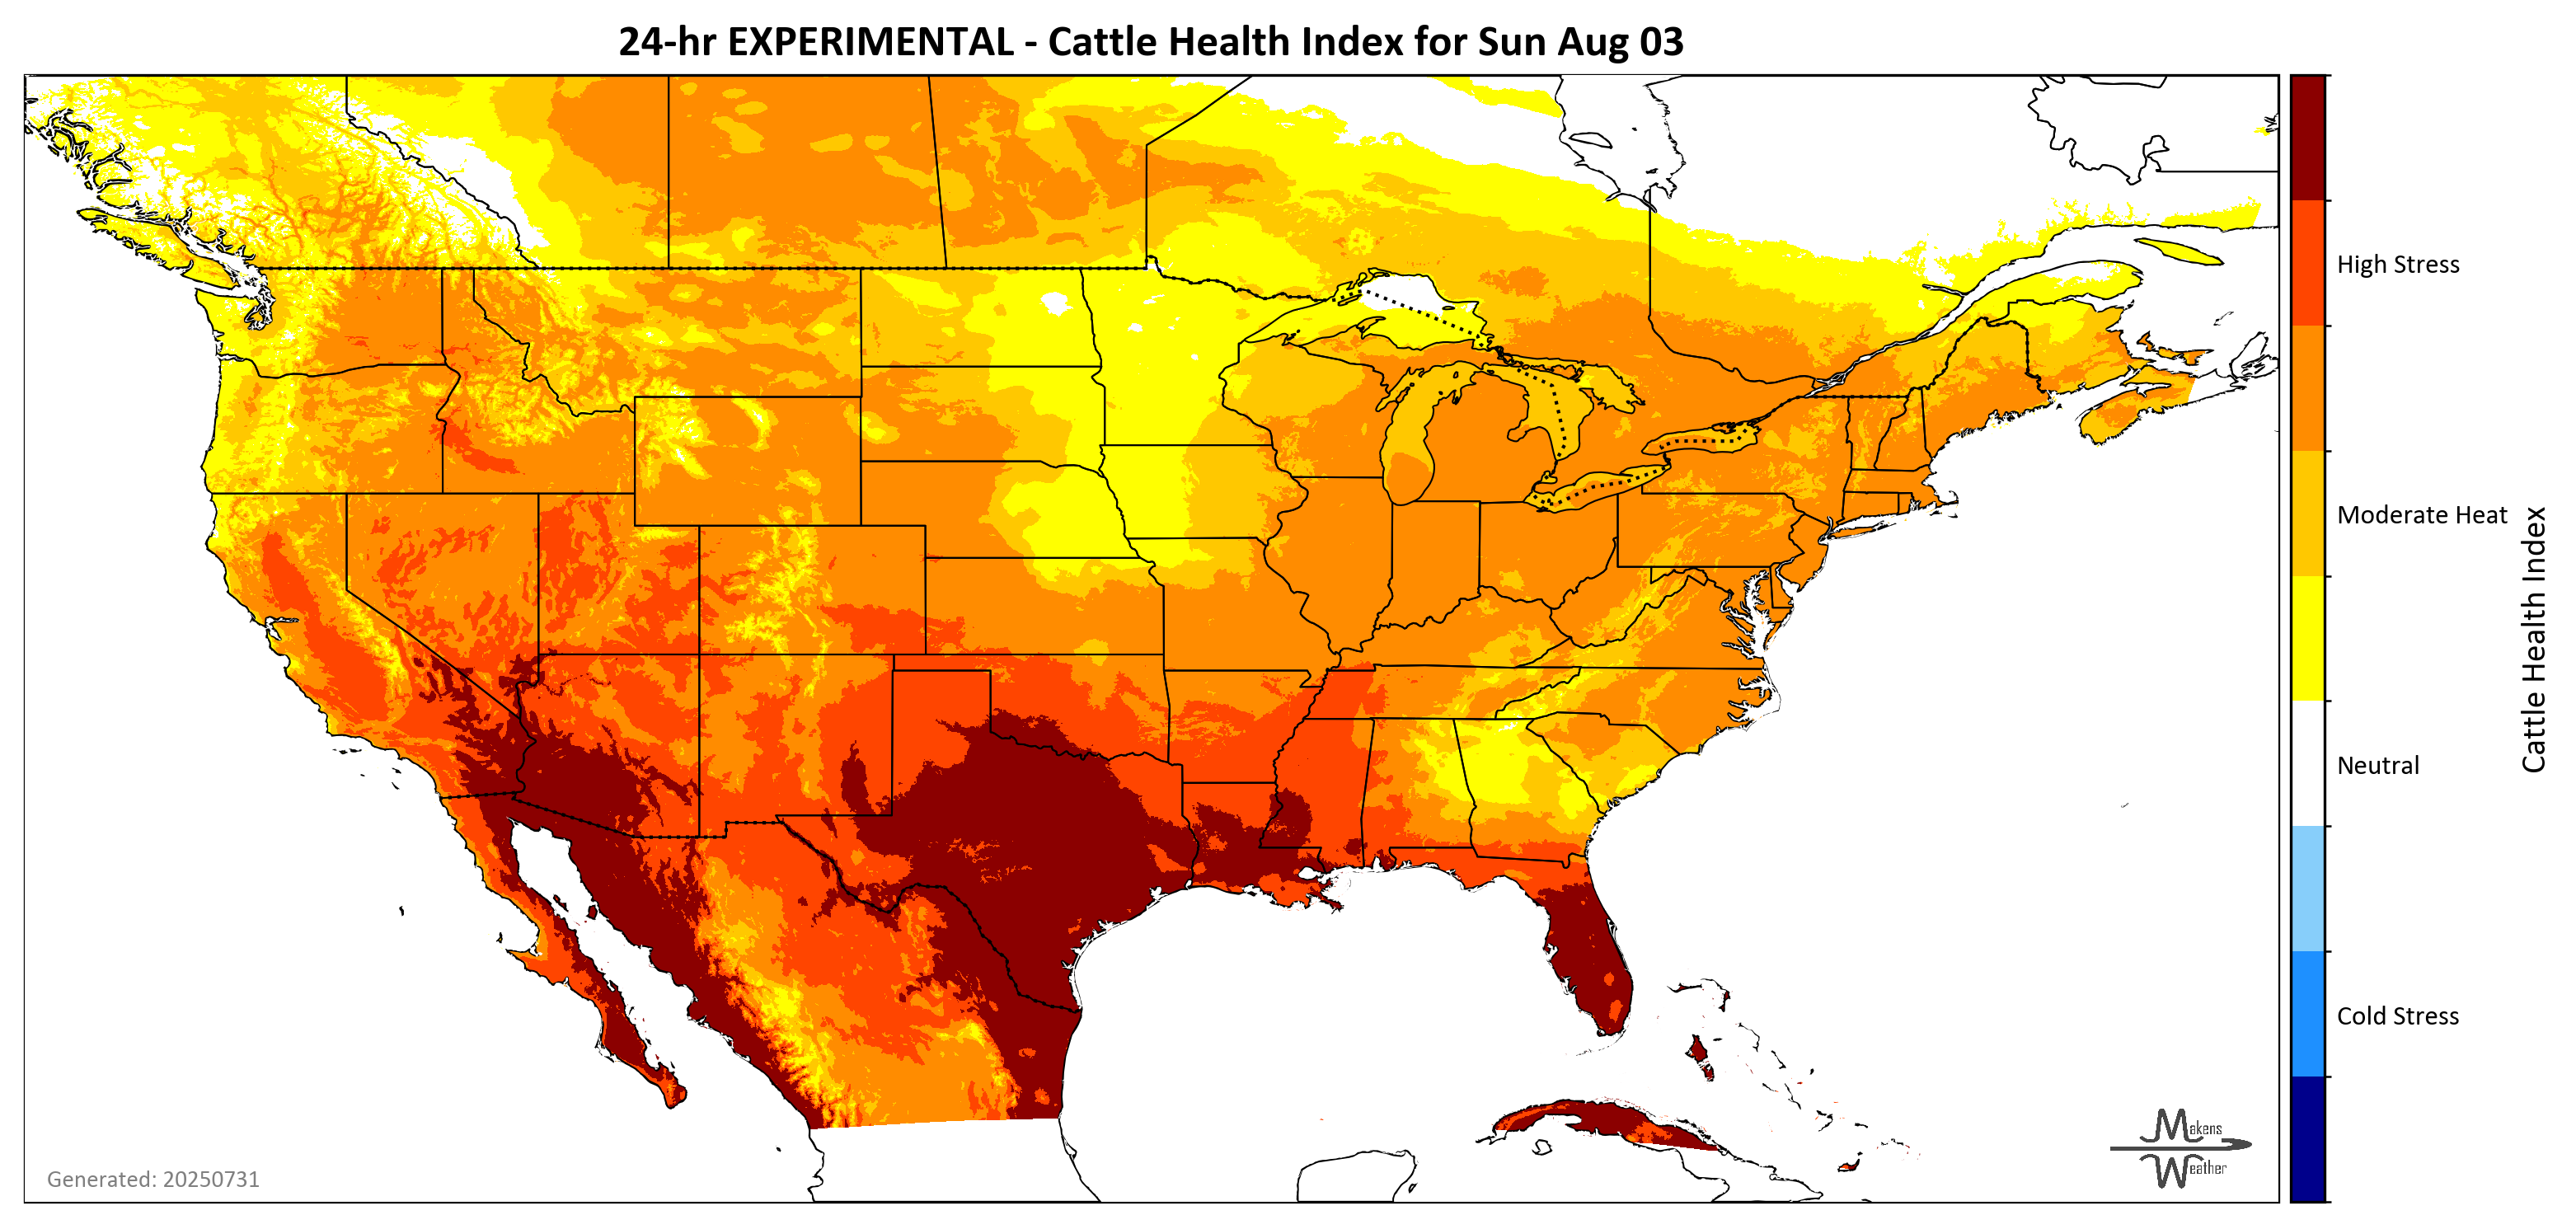 24-hr EXPERIMENTAL - Cattle Health Index for Sun Aug 03
High Stress
Moderate Heat
Neutral
Cold Stress
Cattle Health Index
Generated: 20250731
Makens
Weather